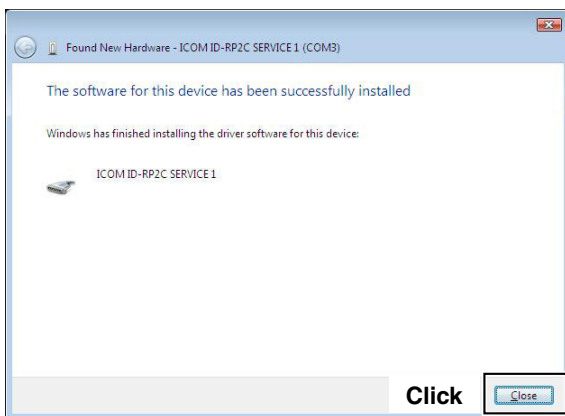 Found New Hardware - ICOM ID-RP2C SERVICE 1 (COM3)
The software for this device has been successfully installed
Windows has finished installing the driver software for this device:
ICOM ID-RP2C SERVICE 1
Click Close